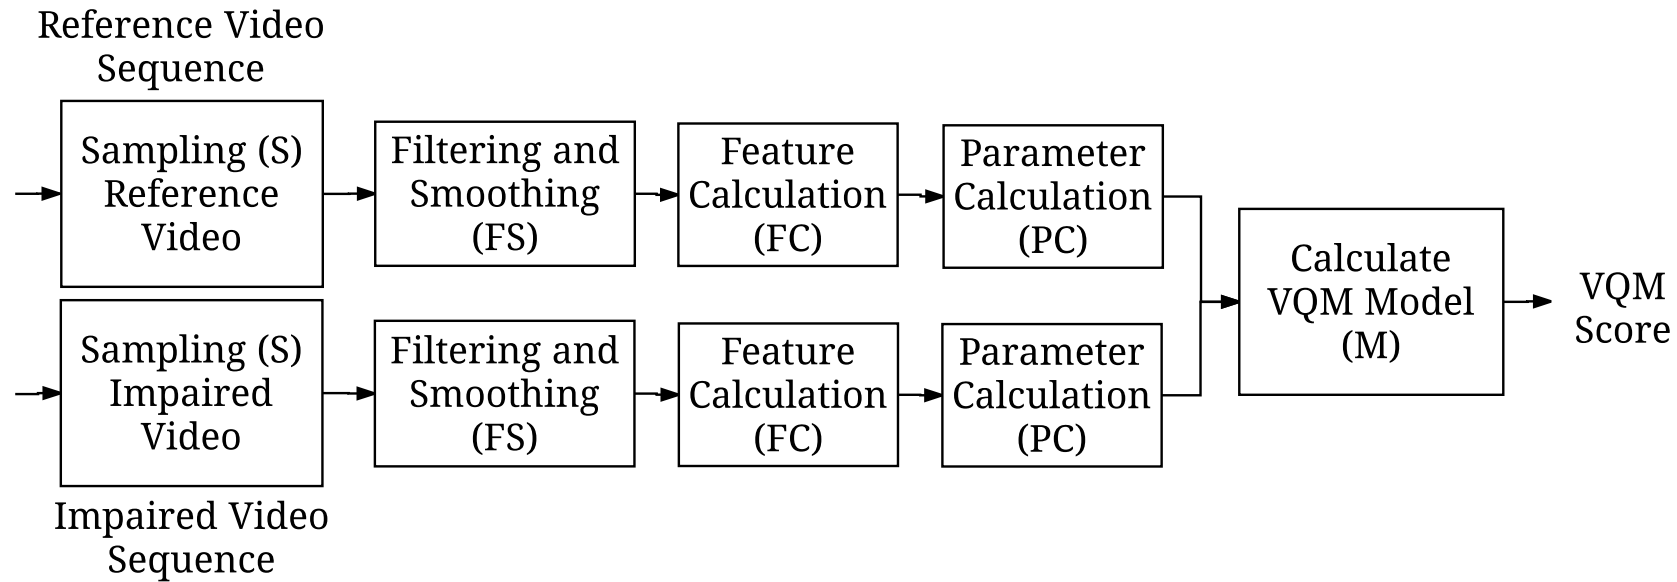 Reference Video
Sequence
Sampling (S)
Reference
Video
Filtering and
Smoothing
(FS)
Feature
Calculation
(FC)
Parameter
Calculation
(PC)
Sampling (S)
Impaired
Video
Filtering and
Smoothing
(FS)
Feature
Calculation
(FC)
Parameter
Calculation
(PC)
Calculate
VQM Model
(M)
VQM
Score
Impaired Video
Sequence